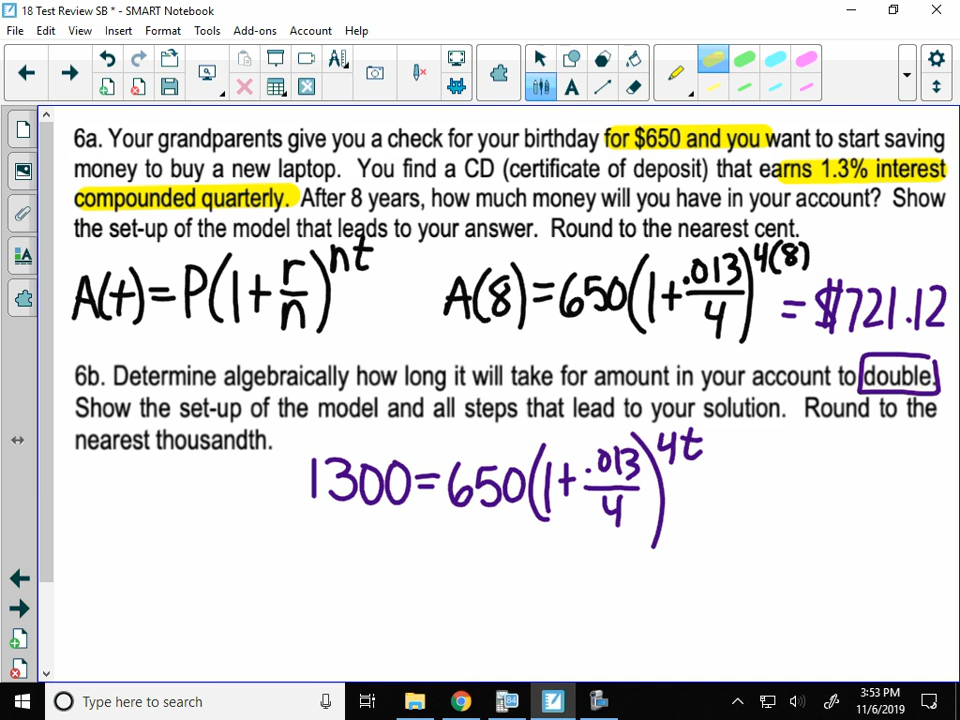 18 Test Review SB * - SMART Notebook
File Edit View Insert Format Tools Add-ons Account Help
6a. Your grandparents give you a check for your birthday for $650 and you want to start saving
money to buy a new laptop. You find a CD (certificate of deposit) that earns 1.3% interest
compounded quarterly. After 8 years, how much money will you have in your account? Show
the set-up of the model that leads to your answer. Round to the nearest cent.
A(t)=P(1+r/n)^nt A(8)=650(1+.013/4)^4(8) =$721.12
6b. Determine algebraically how long it will take for amount in your account to double.
Show the set-up of the model and all steps that lead to your solution. Round to the
nearest thousandth.
1300=650(1+.013/4)^4t
Type here to search
3:53 PM
11/6/2019